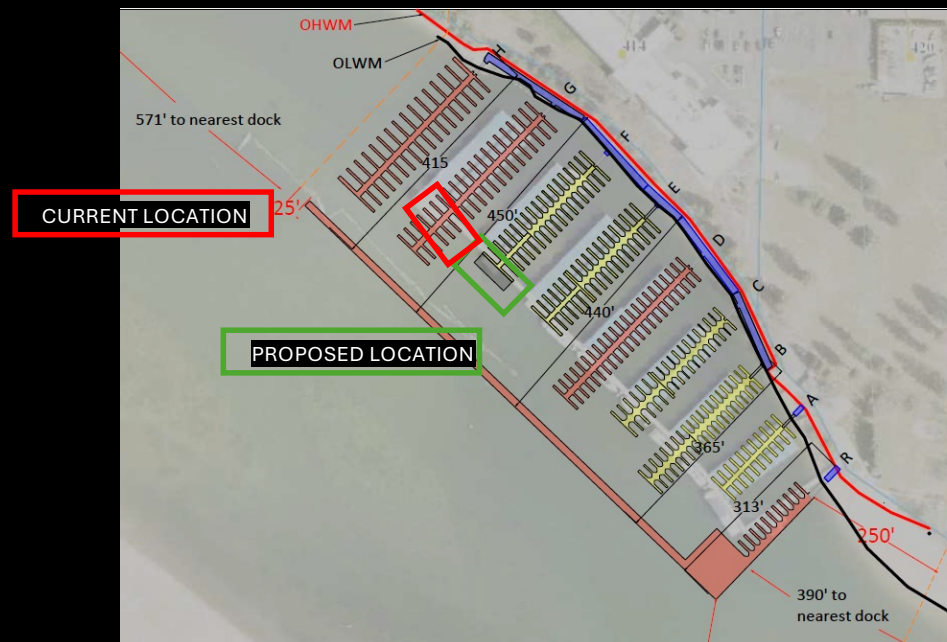 OHWM
OLWM
571' to nearest dock
CURRENT LOCATION
25'
H
G
F
E
D
C
B
A
R
415
450'
440'
PROPOSED LOCATION
365'
313'
250'
390' to
nearest dock
414
420